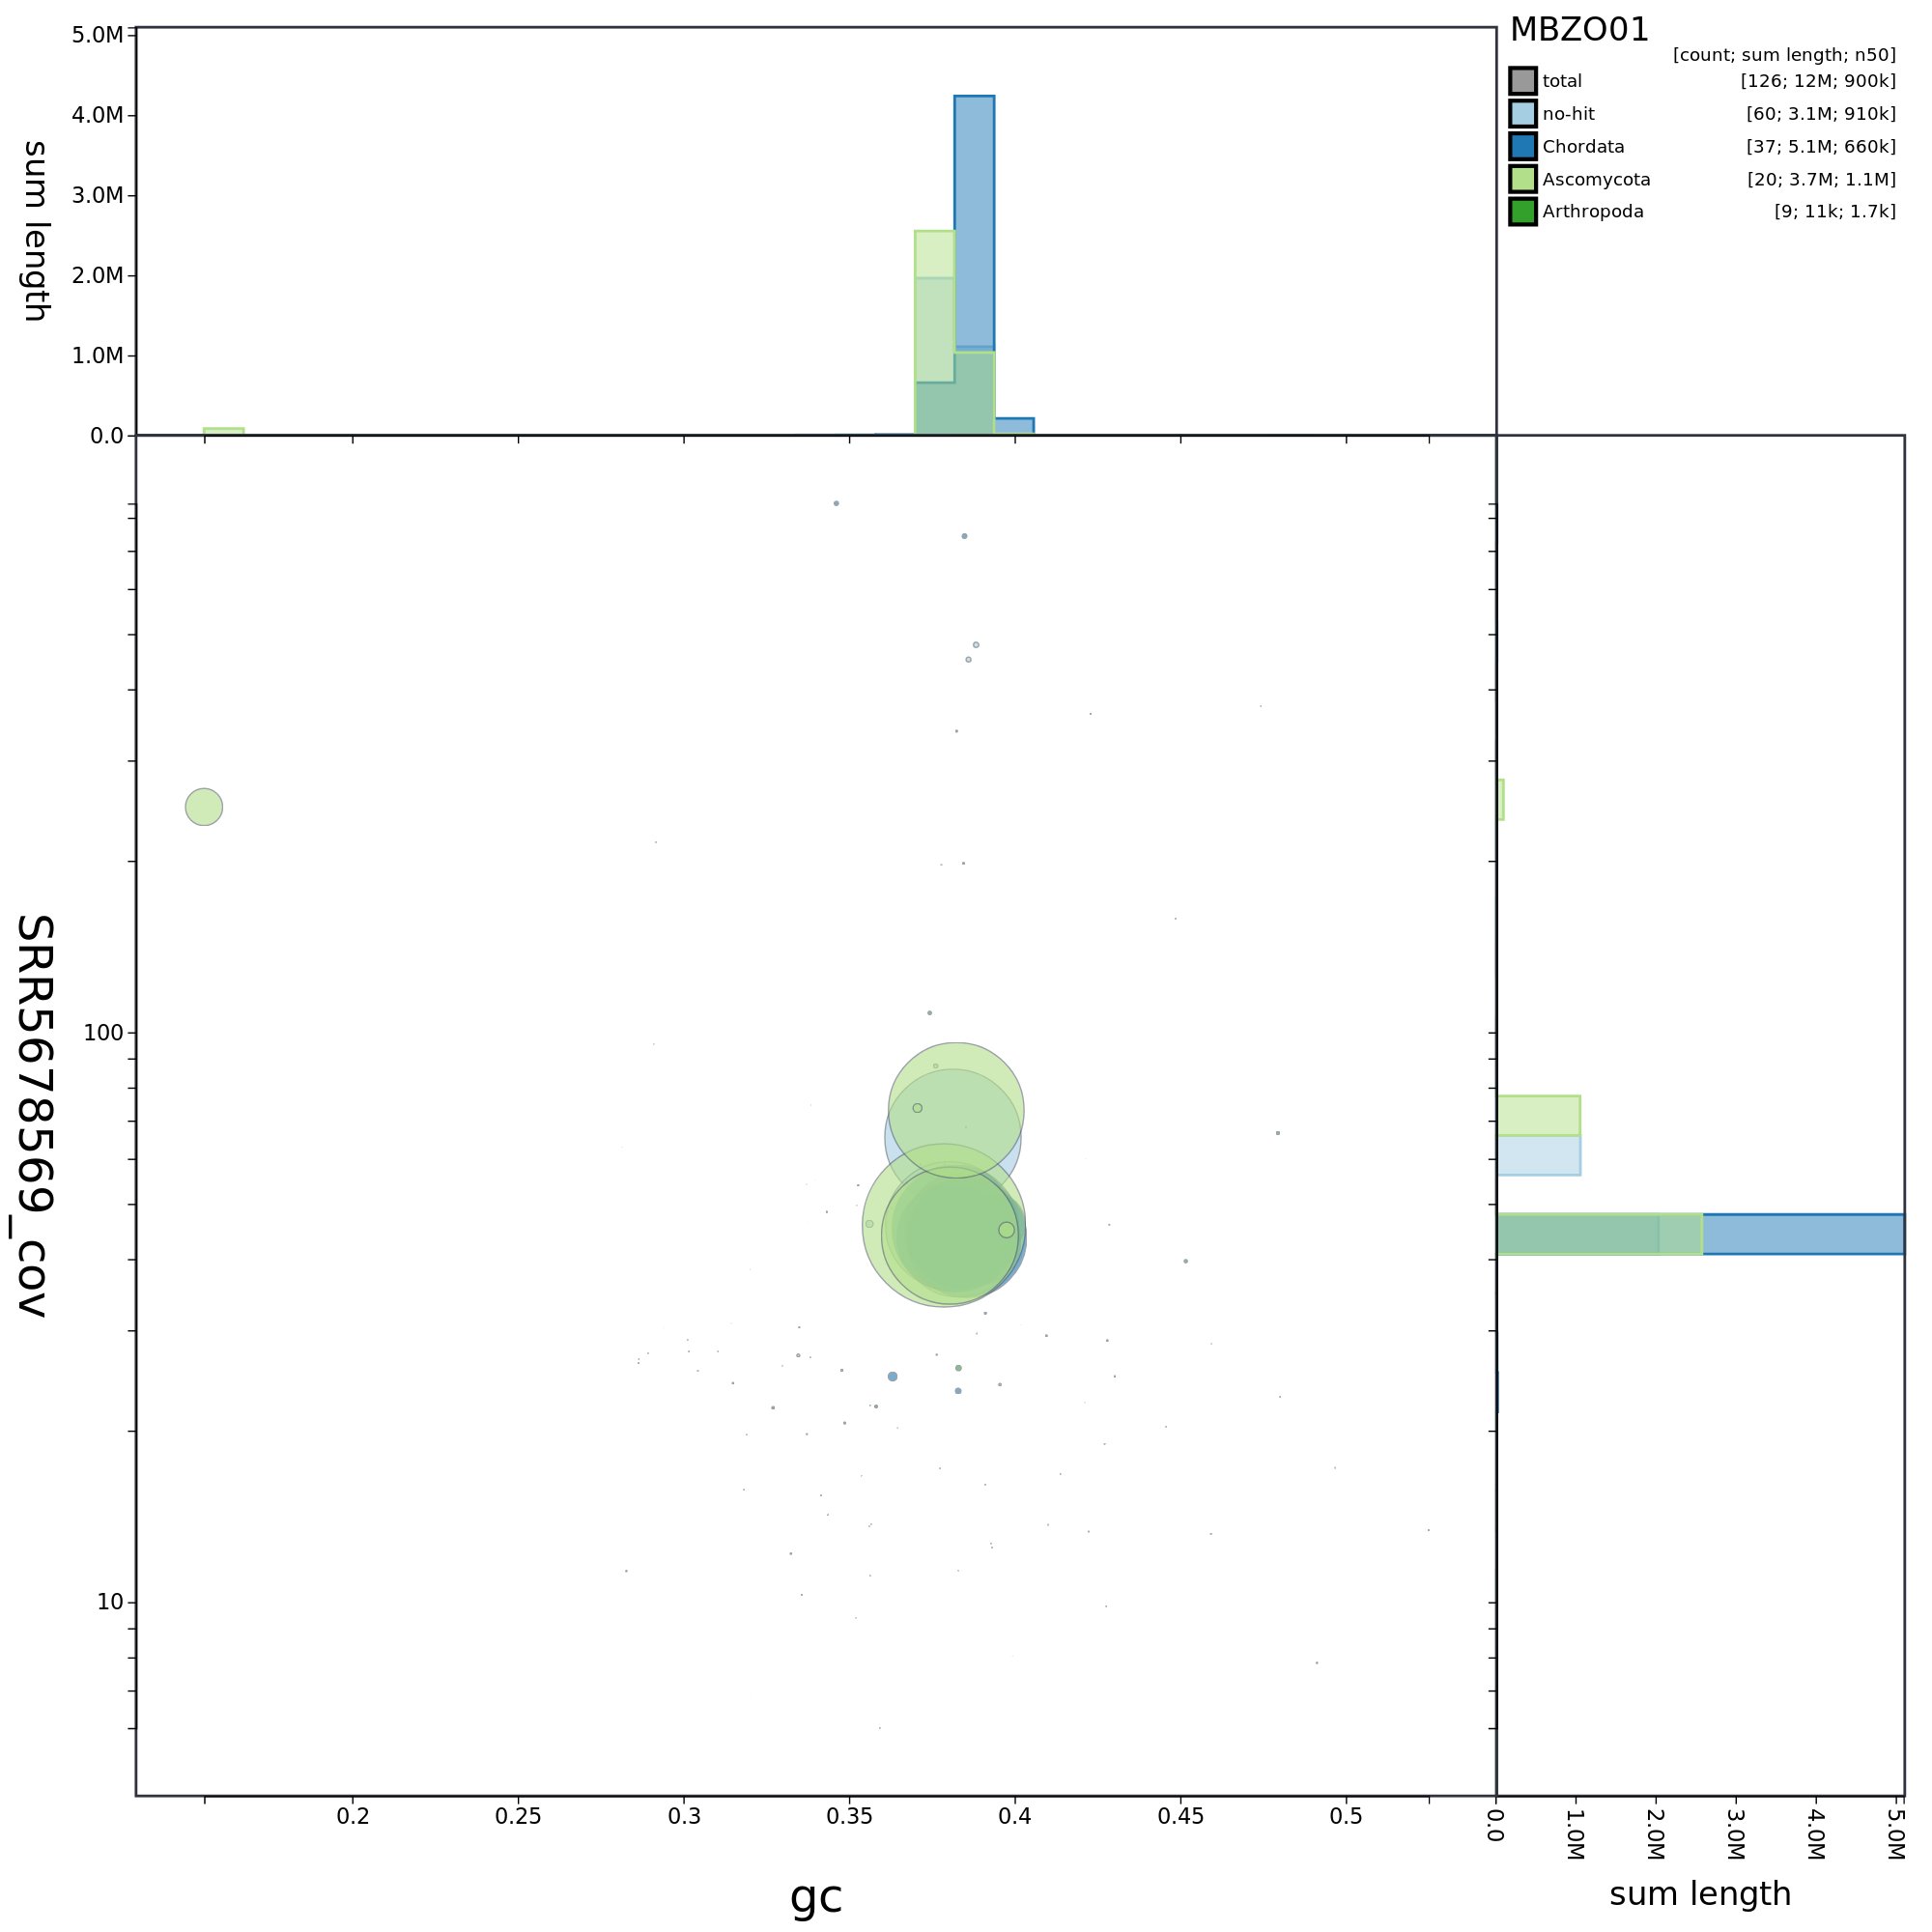 MBZO01
[count; sum length; n50]
total [126; 12M; 900k]
no-hit [60; 3.1M; 910k]
Chordata [37; 5.1M; 660k]
Ascomycota [20; 3.7M; 1.1M]
Arthropoda [9; 11k; 1.7k]
sum length
5.0M
4.0M
3.0M
2.0M
1.0M
0.0
SRR5678569_cov
100
10
0.2 0.25 0.3 0.35 0.4 0.45 0.5
gc
0.0 1.0M 2.0M 3.0M 4.0M 5.0M
sum length